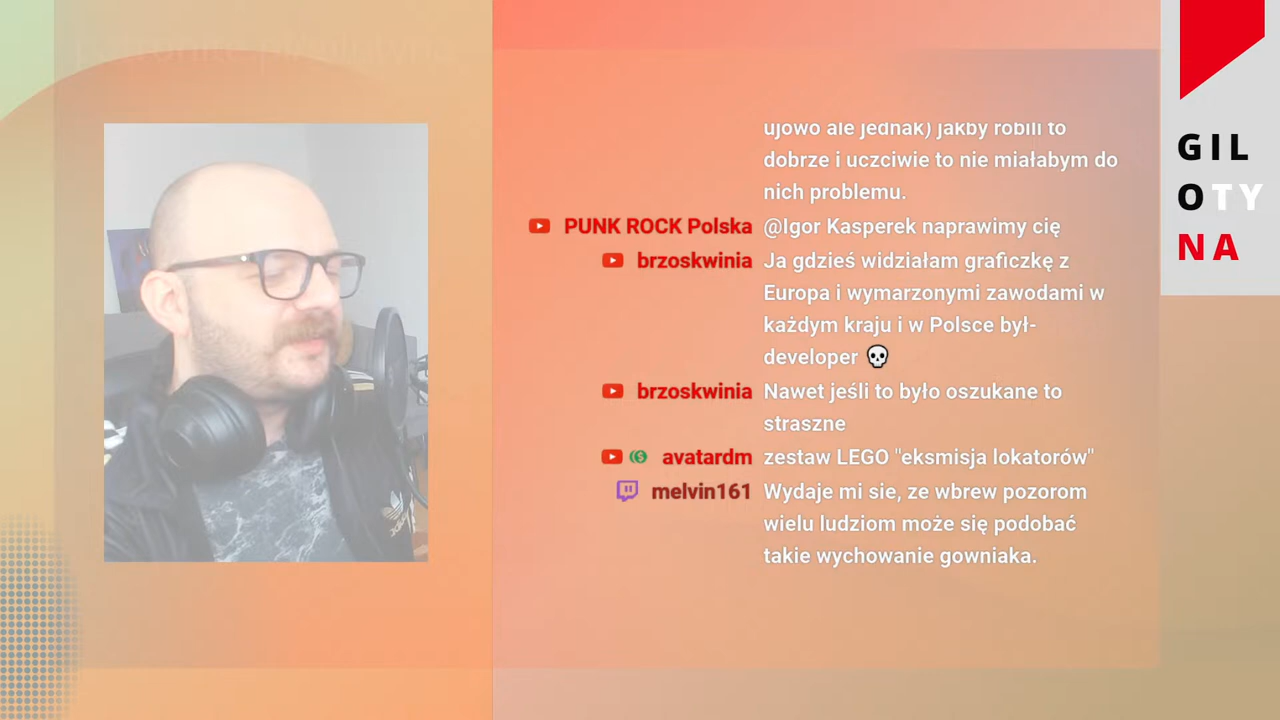 ujowo ale jednak) jakby robili to
dobrze i uczciwie to nie miałabym do
nich problemu.
PUNK ROCK Polska @Igor Kasperek naprawimy cię
brzoskwinia Ja gdzieś widziałam graficzkę z
Europa i wymarzonymi zawodami w
każdym kraju i w Polsce był-
developer 💀
brzoskwinia Nawet jeśli to było oszukane to
straszne
avatardm zestaw LEGO "eksmisja lokatorów"
melvin161 Wydaje mi sie, ze wbrew pozorom
wielu ludziom może się podobać
takie wychowanie gowniaka.
GIL
OTY
NA